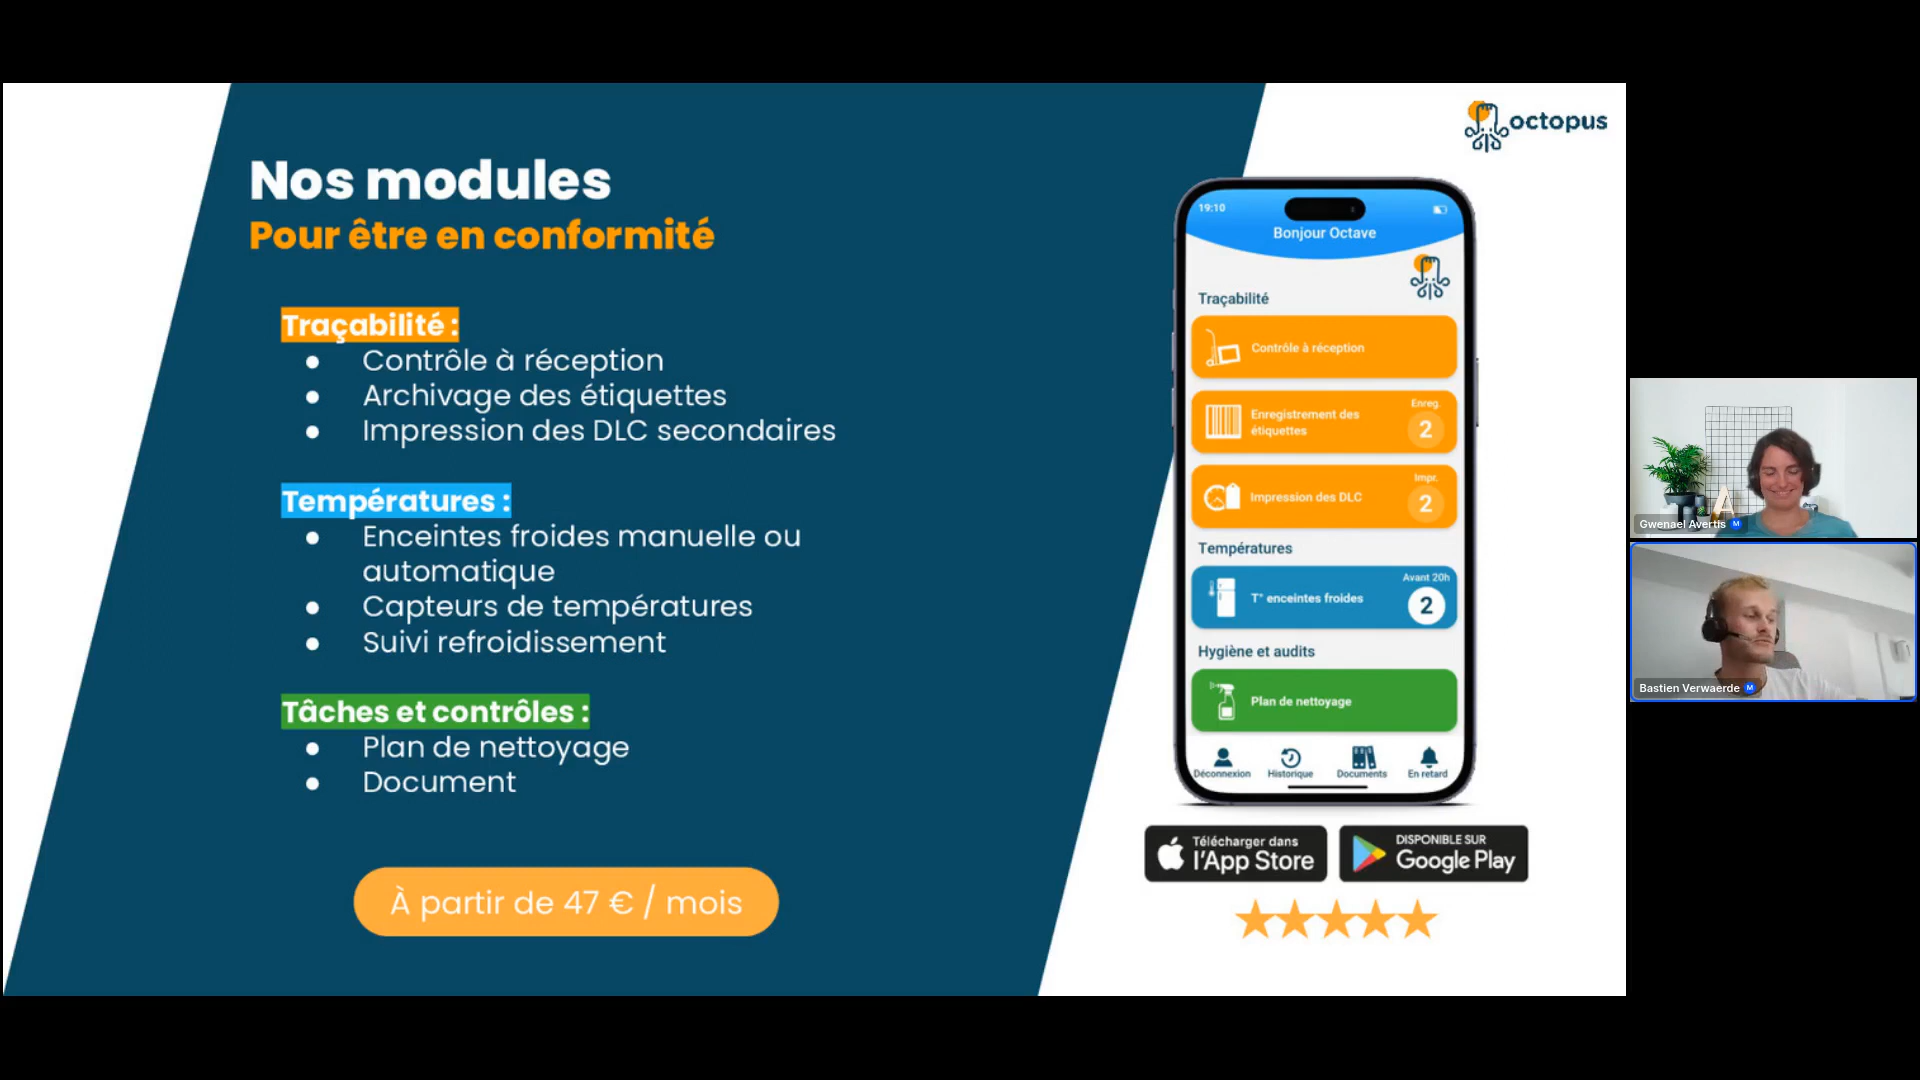 octopus
Nos modules
Pour être en conformité
Traçabilité :
● Contrôle à réception
● Archivage des étiquettes
● Impression des DLC secondaires
Températures :
● Enceintes froides manuelle ou
automatique
● Capteurs de températures
● Suivi refroidissement
Tâches et contrôles :
● Plan de nettoyage
● Document
À partir de 47 € / mois
19:10
Bonjour Octave
Traçabilité
Contrôle à réception
Enregistrement des
étiquettes
Enreg.
2
Impression des DLC
Impr.
2
Températures
T° enceintes froides
Avant 20h
2
Hygiène et audits
Plan de nettoyage
Déconnexion
Historique
Documents
En retard
Télécharger dans
l'App Store
DISPONIBLE SUR
Google Play
Gwenael Avertis M
Bastien Verwaerde M